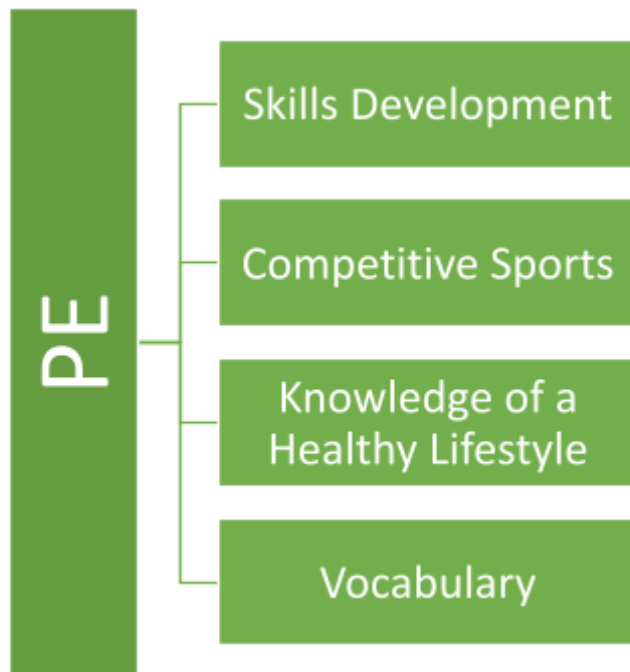 PE
Skills Development
Competitive Sports
Knowledge of a
Healthy Lifestyle
Vocabulary